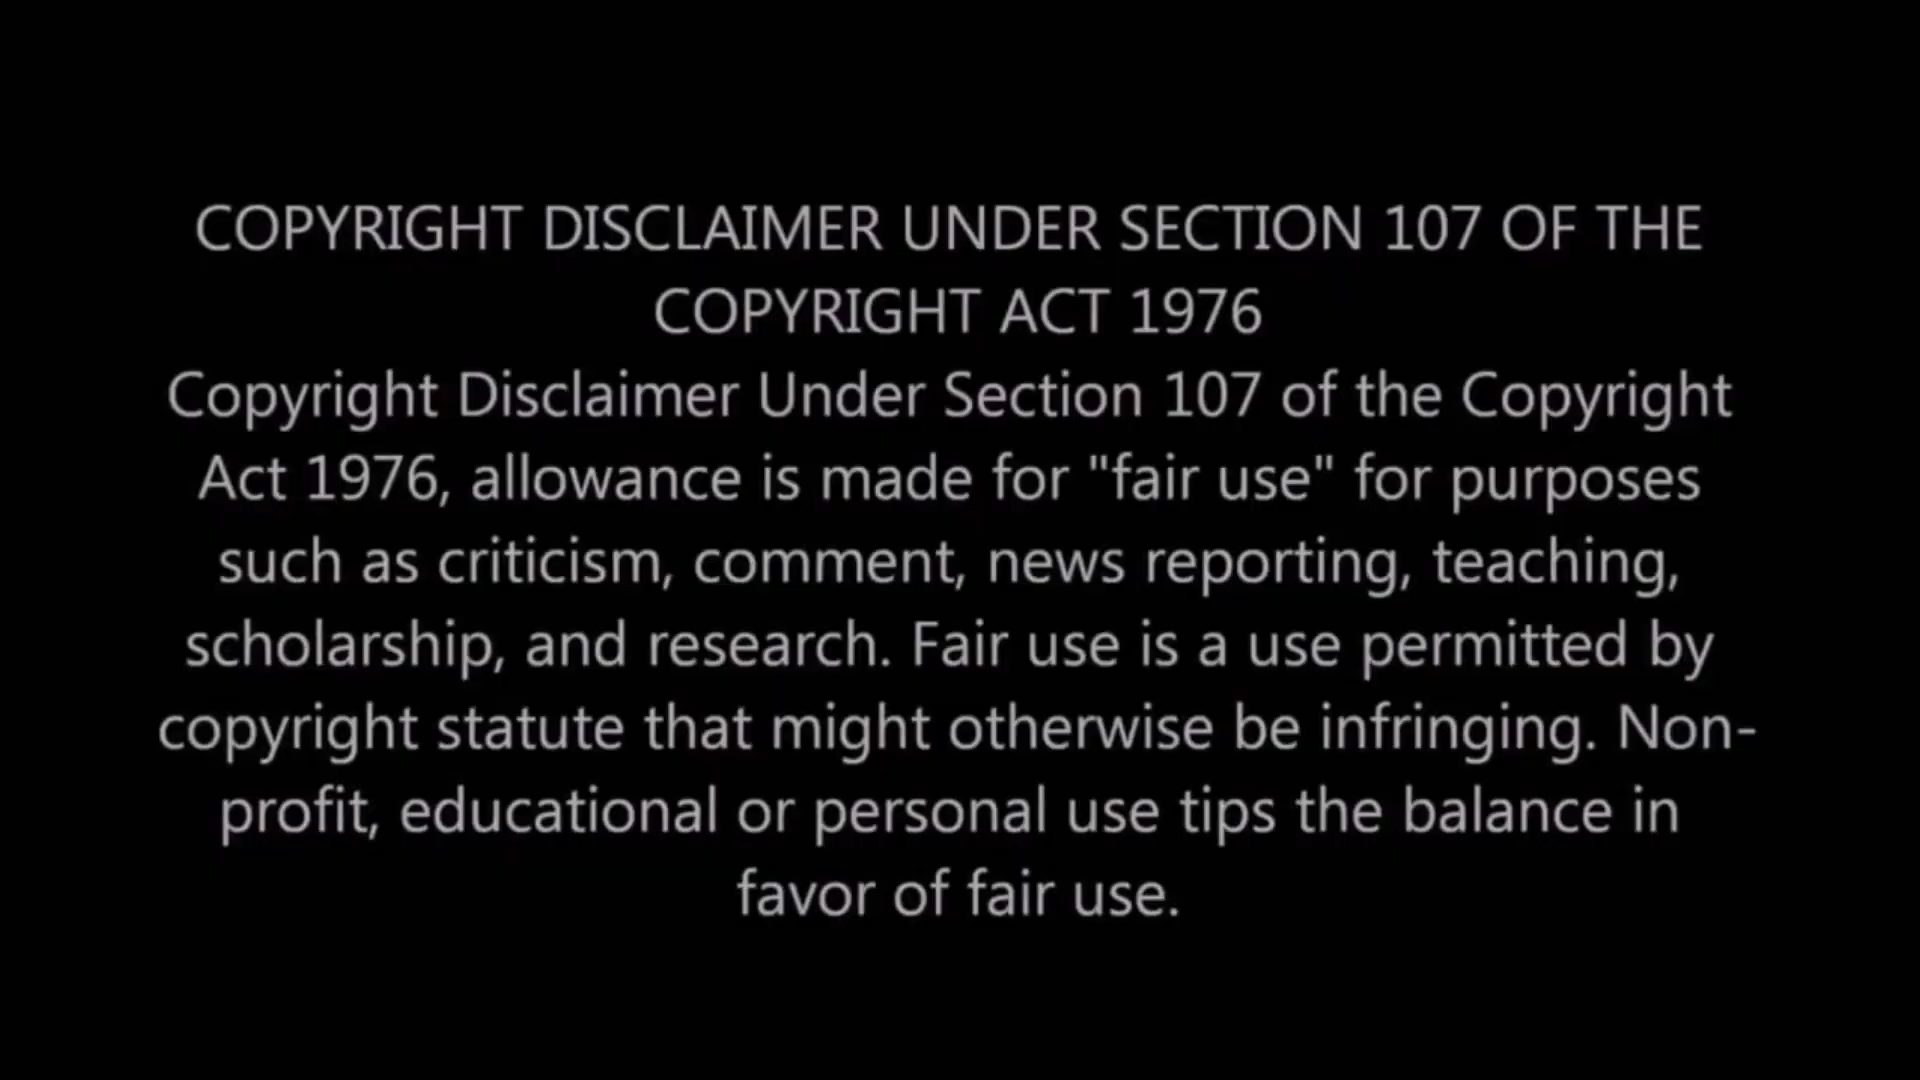 COPYRIGHT DISCLAIMER UNDER SECTION 107 OF THE
COPYRIGHT ACT 1976
Copyright Disclaimer Under Section 107 of the Copyright
Act 1976, allowance is made for "fair use" for purposes
such as criticism, comment, news reporting, teaching,
scholarship, and research. Fair use is a use permitted by
copyright statute that might otherwise be infringing. Non-
profit, educational or personal use tips the balance in
favor of fair use.